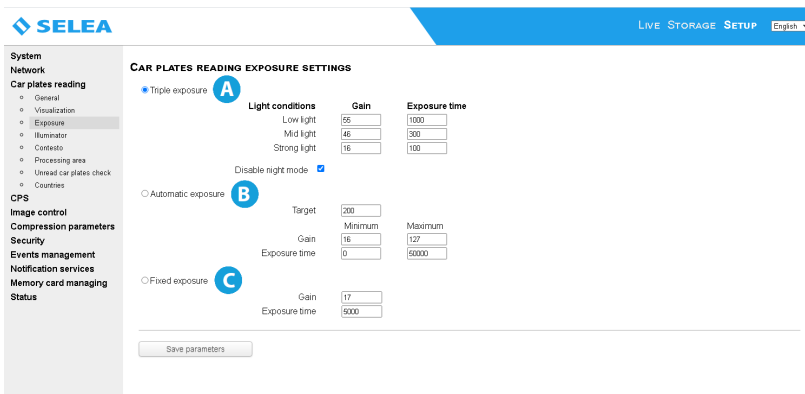 SELEA
LIVE STORAGE SETUP English
System
Network
Car plates reading
General
Visualization
Exposure
Illuminator
Contesto
Processing area
Unread car plates check
Countries
CPS
Image control
Compression parameters
Security
Events management
Notification services
Memory card managing
Status
CAR PLATES READING EXPOSURE SETTINGS
Triple exposure A
Light conditions Gain Exposure time
Low light 55 1000
Mid light 46 300
Strong light 16 100
Disable night mode
Automatic exposure B
Target 200
Minimum Maximum
Gain 16 127
Exposure time 0 50000
Fixed exposure C
Gain 17
Exposure time 5000
Save parameters